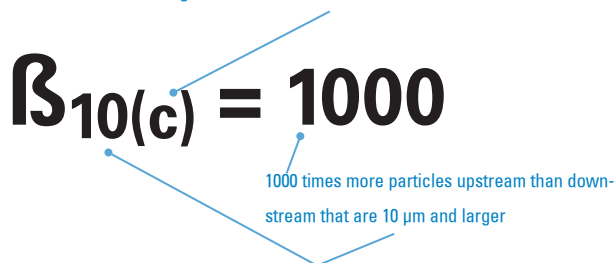 ß10(c) = 1000
1000 times more particles upstream than down-
stream that are 10 µm and larger